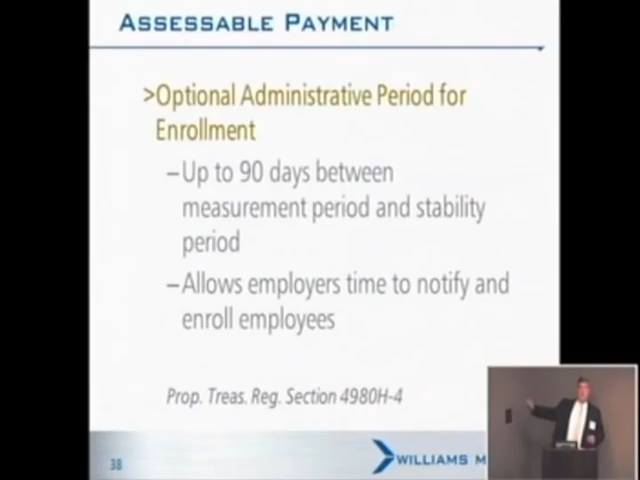 ASSESSABLE PAYMENT
>Optional Administrative Period for
Enrollment
–Up to 90 days between
measurement period and stability
period
–Allows employers time to notify and
enroll employees
Prop. Treas. Reg. Section 4980H-4
38
WILLIAMS M